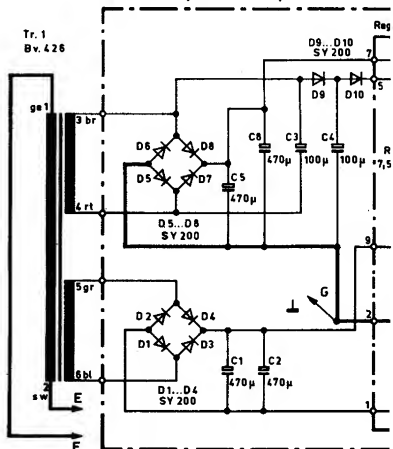 Tr. 1
Bv. 426
D9...D10
SY 200
Reg
7
5
D9
D10
ge 1
3 br
D6
D8
D5
D7
C5
470µ
C8
470µ
C3
100µ
C4
100µ
R
7,5
4 rt
D5...D8
SY 200
9
5 gr
G
D2
D4
D1
D3
2
C1
470µ
C2
470µ
6 bl
2
sw
E
D1...D4
SY 200
1